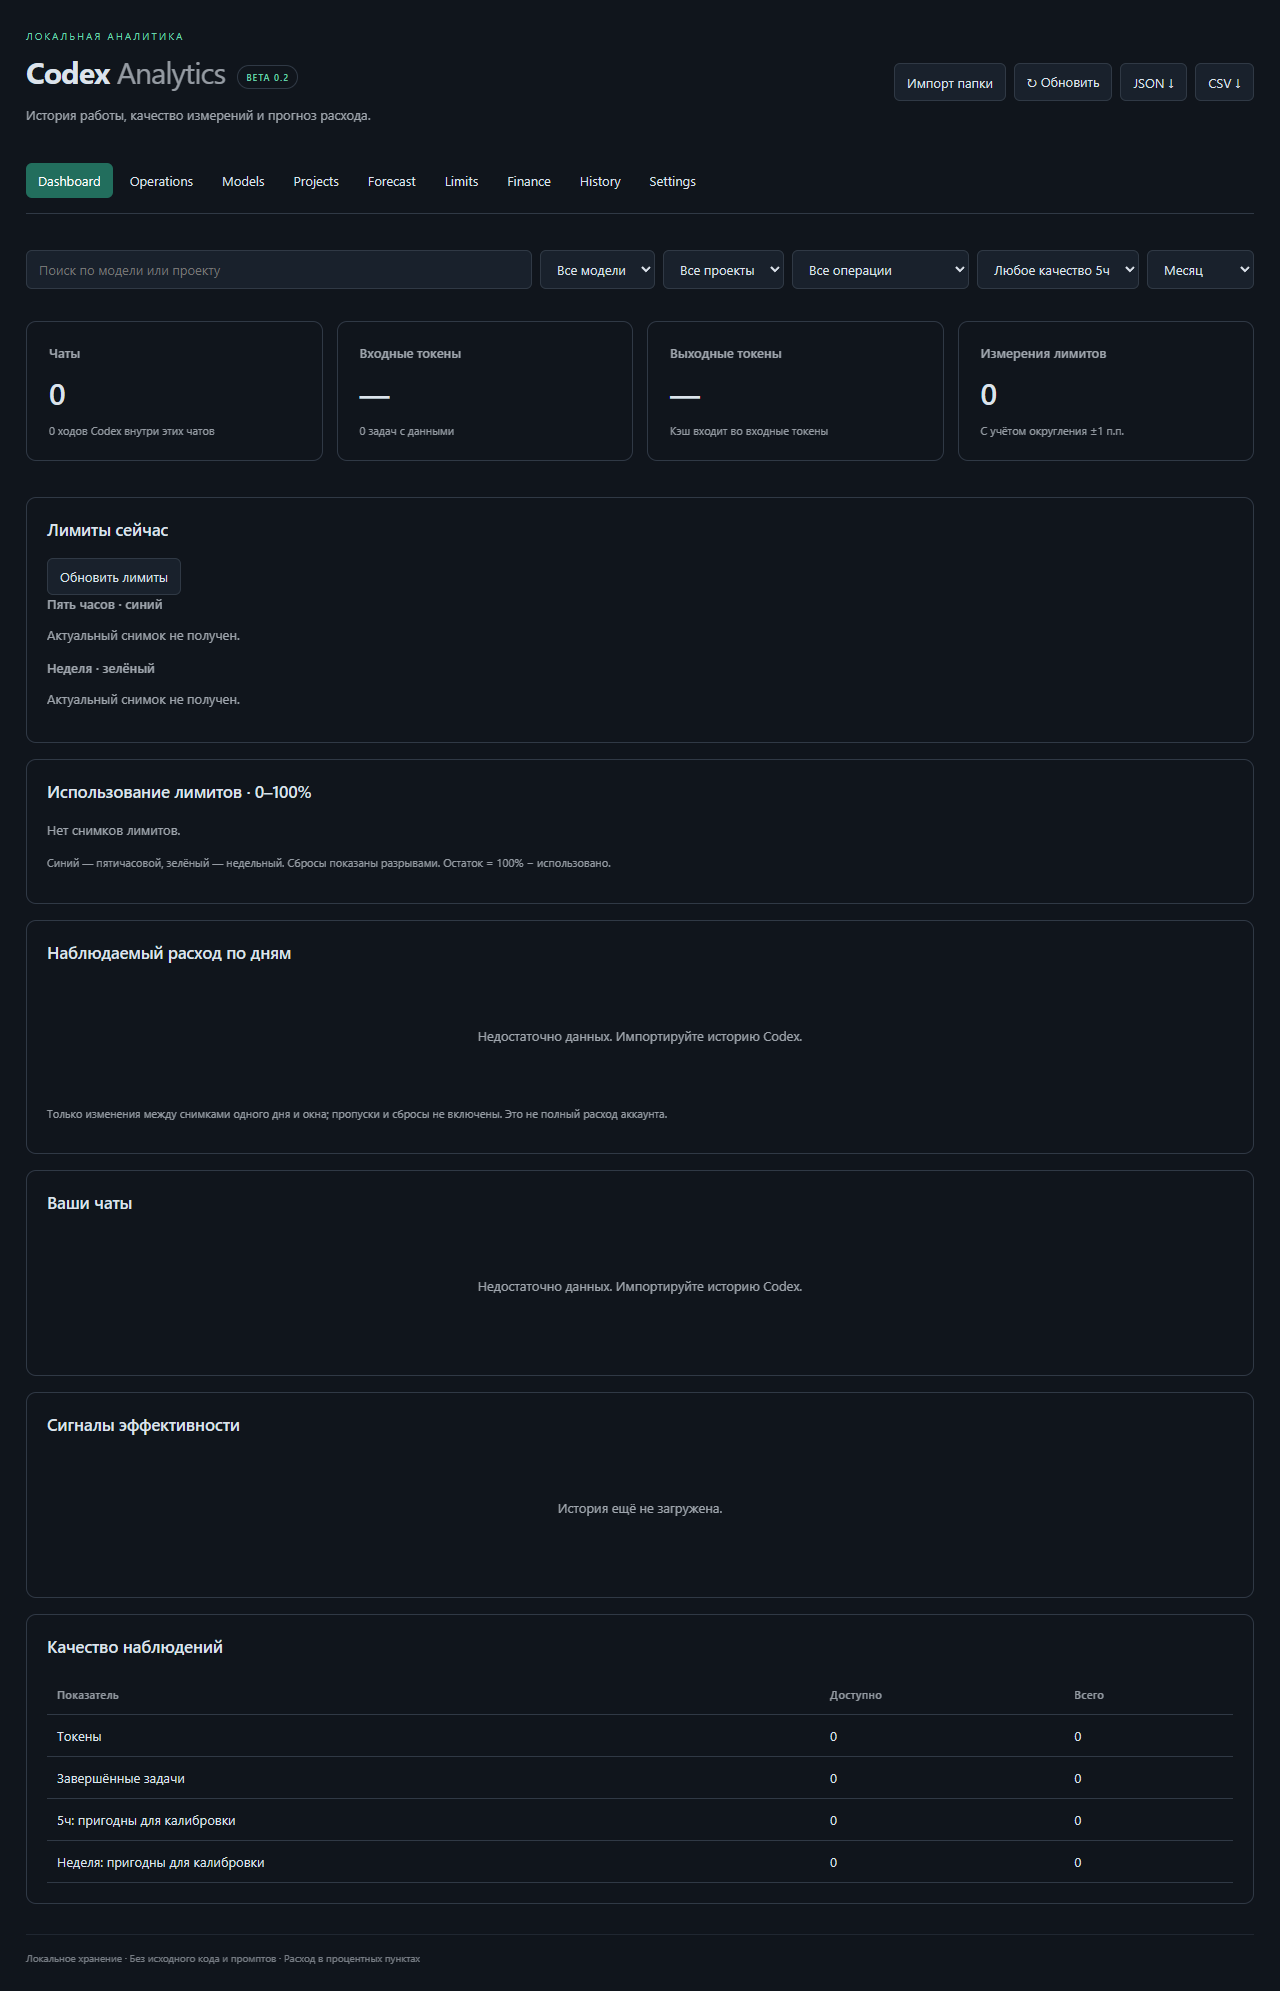 ЛОКАЛЬНАЯ АНАЛИТИКА
Codex Analytics BETA 0.2
История работы, качество измерений и прогноз расхода.
Импорт папки ↻ Обновить JSON ↓ CSV ↓
Dashboard Operations Models Projects Forecast Limits Finance History Settings
Поиск по модели или проекту Все модели Все проекты Все операции Любое качество 5ч Месяц
Чаты
0
0 ходов Codex внутри этих чатов
Входные токены
—
0 задач с данными
Выходные токены
—
Кэш входит во входные токены
Измерения лимитов
0
С учётом округления ±1 п.п.
Лимиты сейчас
Обновить лимиты
Пять часов · синий
Актуальный снимок не получен.
Неделя · зелёный
Актуальный снимок не получен.
Использование лимитов · 0–100%
Нет снимков лимитов.
Синий — пятичасовой, зелёный — недельный. Сбросы показаны разрывами. Остаток = 100% − использовано.
Наблюдаемый расход по дням
Недостаточно данных. Импортируйте историю Codex.
Только изменения между снимками одного дня и окна; пропуски и сбросы не включены. Это не полный расход аккаунта.
Ваши чаты
Недостаточно данных. Импортируйте историю Codex.
Сигналы эффективности
История ещё не загружена.
Качество наблюдений
Показатель Доступно Всего
Токены 0 0
Завершённые задачи 0 0
5ч: пригодны для калибровки 0 0
Неделя: пригодны для калибровки 0 0
Локальное хранение · Без исходного кода и промптов · Расход в процентных пунктах